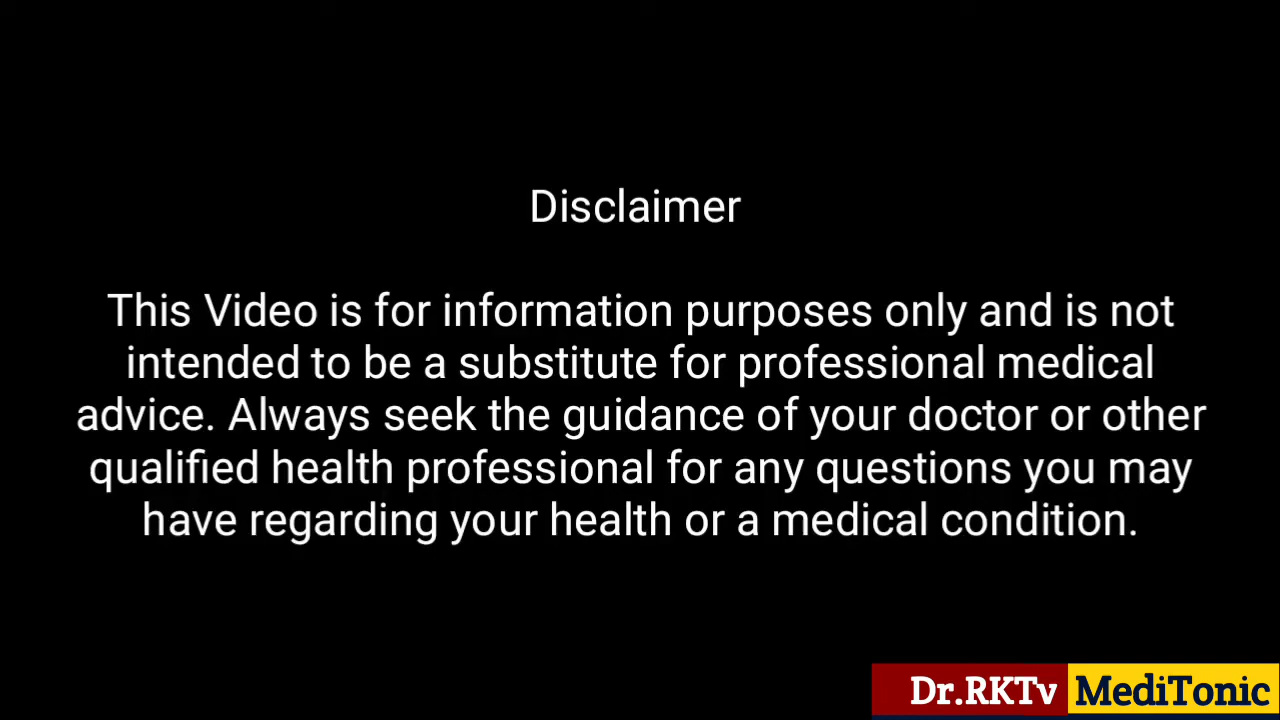 Disclaimer
This Video is for information purposes only and is not
intended to be a substitute for professional medical
advice. Always seek the guidance of your doctor or other
qualified health professional for any questions you may
have regarding your health or a medical condition.
Dr.RKTv MediTonic